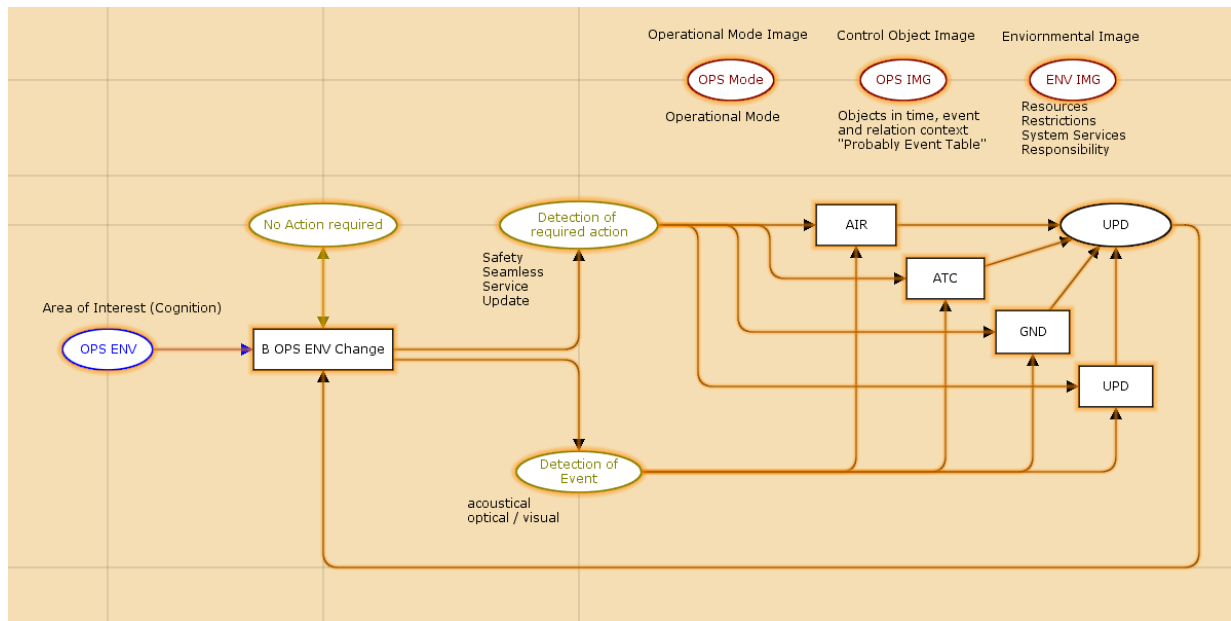 Operational Mode Image
Control Object Image
Enviornmental Image
OPS Mode
OPS IMG
ENV IMG
Operational Mode
Objects in time, event
and relation context
"Probably Event Table"
Resources
Restrictions
System Services
Responsibility
No Action required
Detection of
required action
AIR
UPD
Safety
Seamless
Service
Update
ATC
Area of Interest (Cognition)
OPS ENV
B OPS ENV Change
GND
UPD
Detection of
Event
acoustical
optical / visual